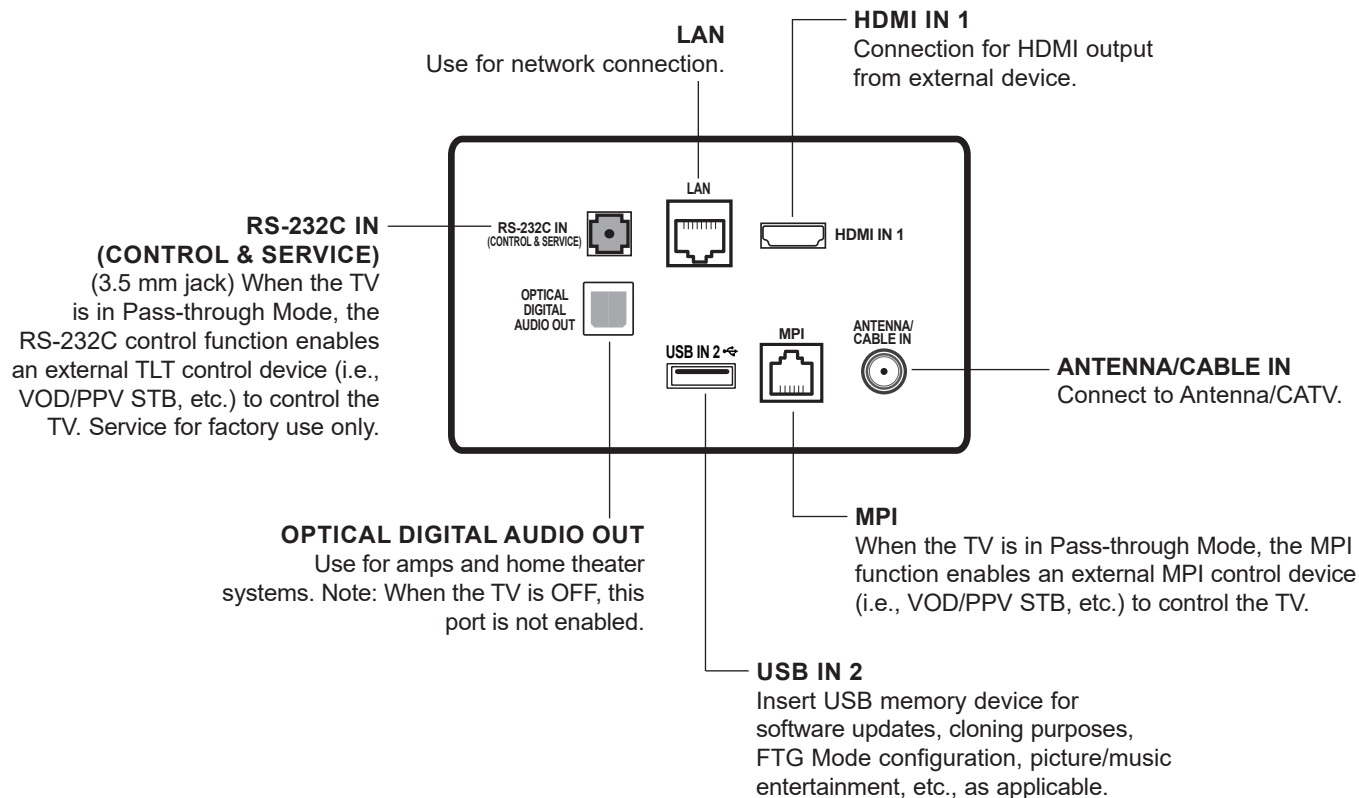 LAN
Use for network connection.
HDMI IN 1
Connection for HDMI output
from external device.
RS-232C IN
(CONTROL & SERVICE)
(3.5 mm jack) When the TV
is in Pass-through Mode, the
RS-232C control function enables
an external TLT control device (i.e.,
VOD/PPV STB, etc.) to control the
TV. Service for factory use only.
RS-232C IN
(CONTROL & SERVICE)
LAN
HDMI IN 1
OPTICAL
DIGITAL
AUDIO OUT
USB IN 2
MPI
ANTENNA/
CABLE IN
ANTENNA/CABLE IN
Connect to Antenna/CATV.
OPTICAL DIGITAL AUDIO OUT
Use for amps and home theater
systems. Note: When the TV is OFF, this
port is not enabled.
MPI
When the TV is in Pass-through Mode, the MPI
function enables an external MPI control device
(i.e., VOD/PPV STB, etc.) to control the TV.
USB IN 2
Insert USB memory device for
software updates, cloning purposes,
FTG Mode configuration, picture/music
entertainment, etc., as applicable.